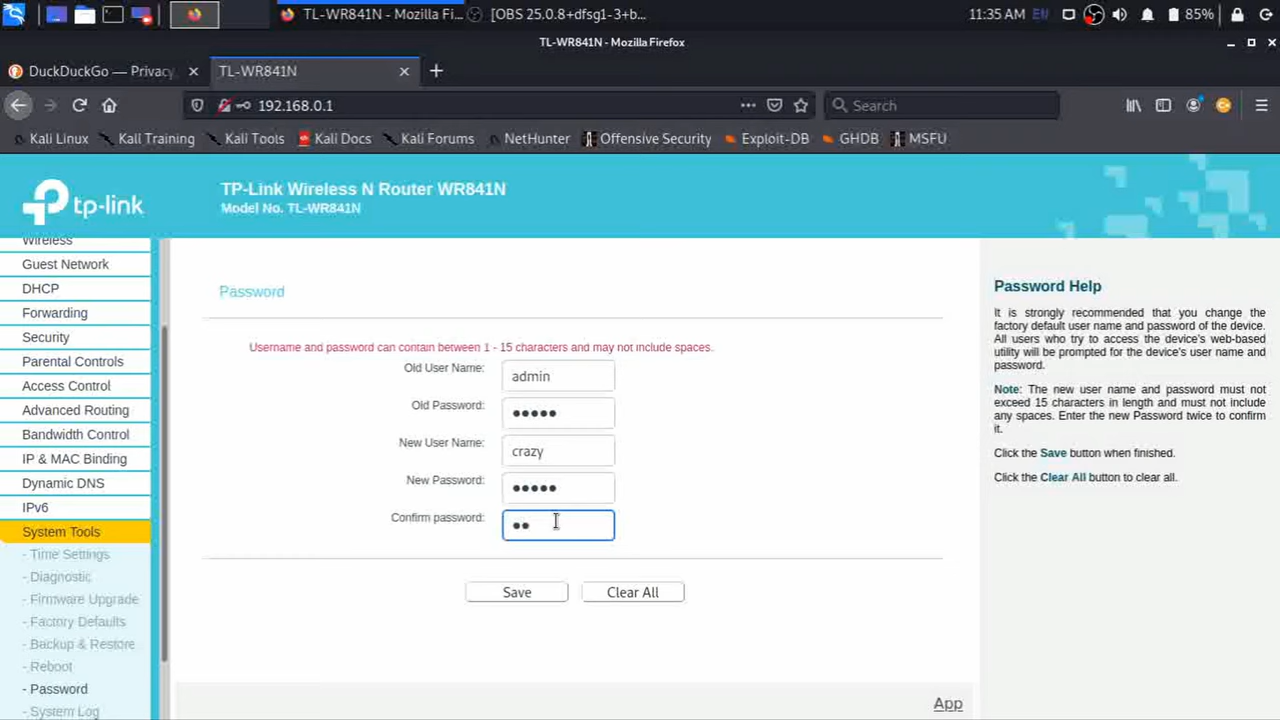 TL-WR841N - Mozilla Fi...
[OBS 25.0.8+dfsg1-3+b...
11:35 AM
EN
85%
TL-WR841N - Mozilla Firefox
DuckDuckGo — Privacy
TL-WR841N
192.168.0.1
Search
Kali Linux
Kali Training
Kali Tools
Kali Docs
Kali Forums
NetHunter
Offensive Security
Exploit-DB
GHDB
MSFU
tp-link
TP-Link Wireless N Router WR841N
Model No. TL-WR841N
Wireless
Guest Network
DHCP
Forwarding
Security
Parental Controls
Access Control
Advanced Routing
Bandwidth Control
IP & MAC Binding
Dynamic DNS
IPv6
System Tools
- Time Settings
- Diagnostic
- Firmware Upgrade
- Factory Defaults
- Backup & Restore
- Reboot
- Password
- System Log
Password
Username and password can contain between 1 - 15 characters and may not include spaces.
Old User Name: admin
Old Password: •••••
New User Name: crazy
New Password: •••••
Confirm password: ••
Save
Clear All
App
Password Help
It is strongly recommended that you change the
factory default user name and password of the device.
All users who try to access the device's web-based
utility will be prompted for the device's user name and
password.
Note: The new user name and password must not
exceed 15 characters in length and must not include
any spaces. Enter the new Password twice to confirm
it.
Click the Save button when finished.
Click the Clear All button to clear all.